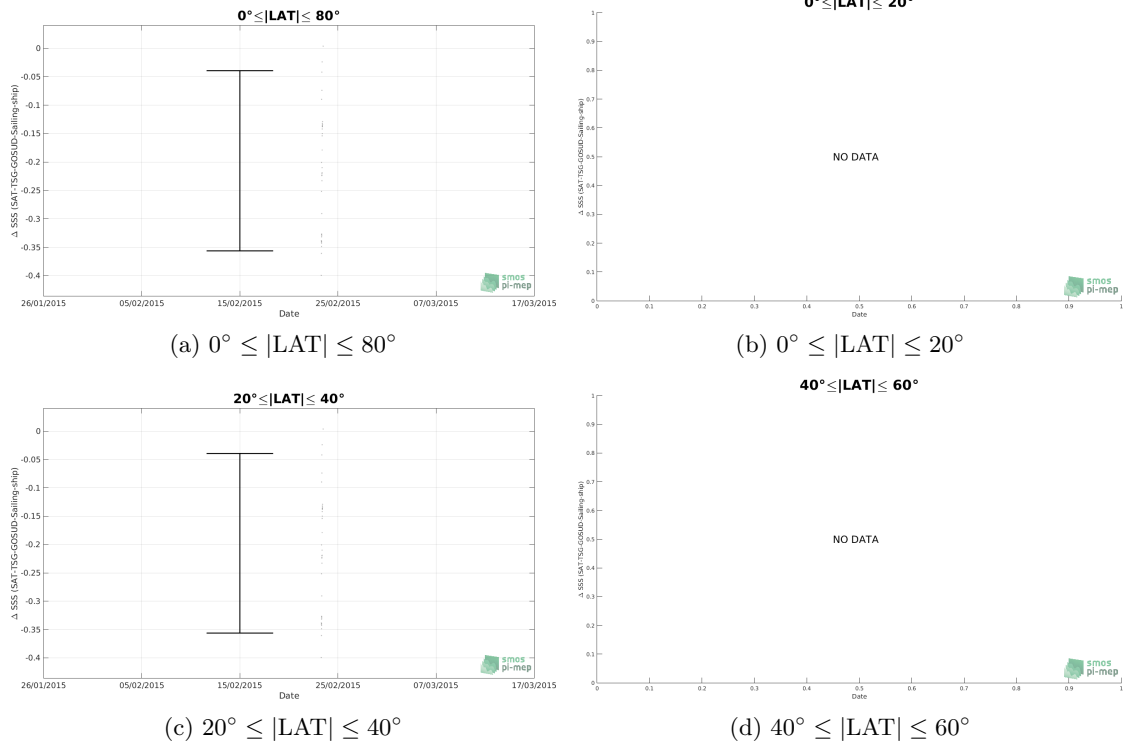 0°≤|LAT|≤ 80°
0
-0.05
-0.1
-0.15
-0.2
-0.25
-0.3
-0.35
-0.4
Δ SSS (SAT-TSG-GOSUD-Sailing-ship)
26/01/2015 05/02/2015 15/02/2015 25/02/2015 07/03/2015 17/03/2015
Date
smos
pi-mep
(a) 0° ≤ |LAT| ≤ 80°
0°≤|LAT|≤ 20°
1
0.9
0.8
0.7
0.6
0.5
0.4
0.3
0.2
0.1
0
Δ SSS (SAT-TSG-GOSUD-Sailing-ship)
NO DATA
0 0.1 0.2 0.3 0.4 0.5 0.6 0.7 0.8 0.9 1
Date
smos
pi-mep
(b) 0° ≤ |LAT| ≤ 20°
20°≤|LAT|≤ 40°
0
-0.05
-0.1
-0.15
-0.2
-0.25
-0.3
-0.35
-0.4
Δ SSS (SAT-TSG-GOSUD-Sailing-ship)
26/01/2015 05/02/2015 15/02/2015 25/02/2015 07/03/2015 17/03/2015
Date
smos
pi-mep
(c) 20° ≤ |LAT| ≤ 40°
40°≤|LAT|≤ 60°
1
0.9
0.8
0.7
0.6
0.5
0.4
0.3
0.2
0.1
0
Δ SSS (SAT-TSG-GOSUD-Sailing-ship)
NO DATA
0 0.1 0.2 0.3 0.4 0.5 0.6 0.7 0.8 0.9 1
Date
smos
pi-mep
(d) 40° ≤ |LAT| ≤ 60°